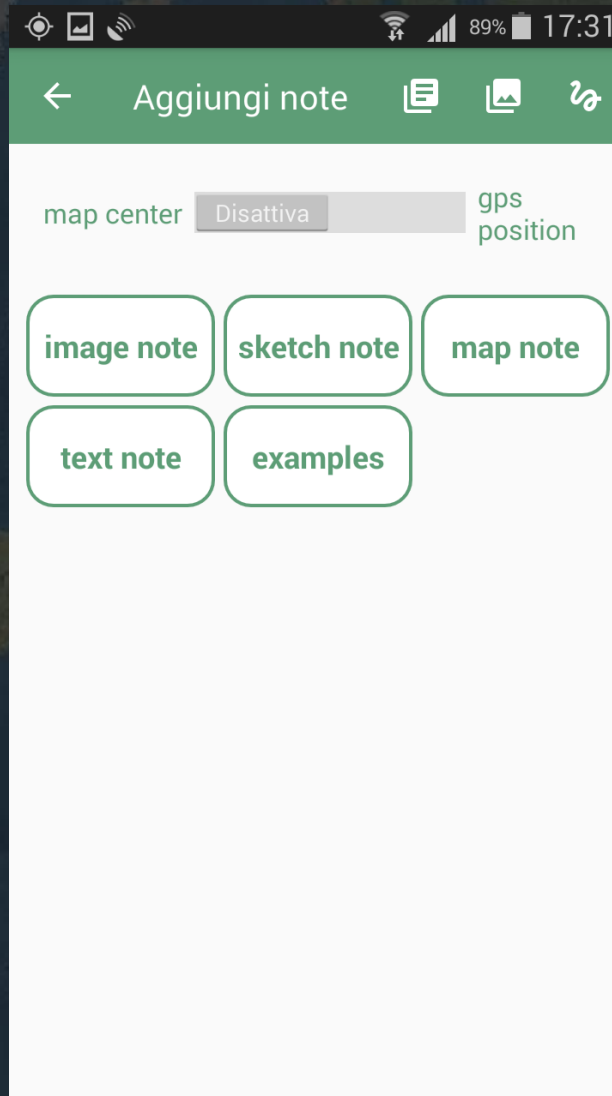 89% 17:31
Aggiungi note
map center Disattiva gps
position
image note sketch note map note
text note examples